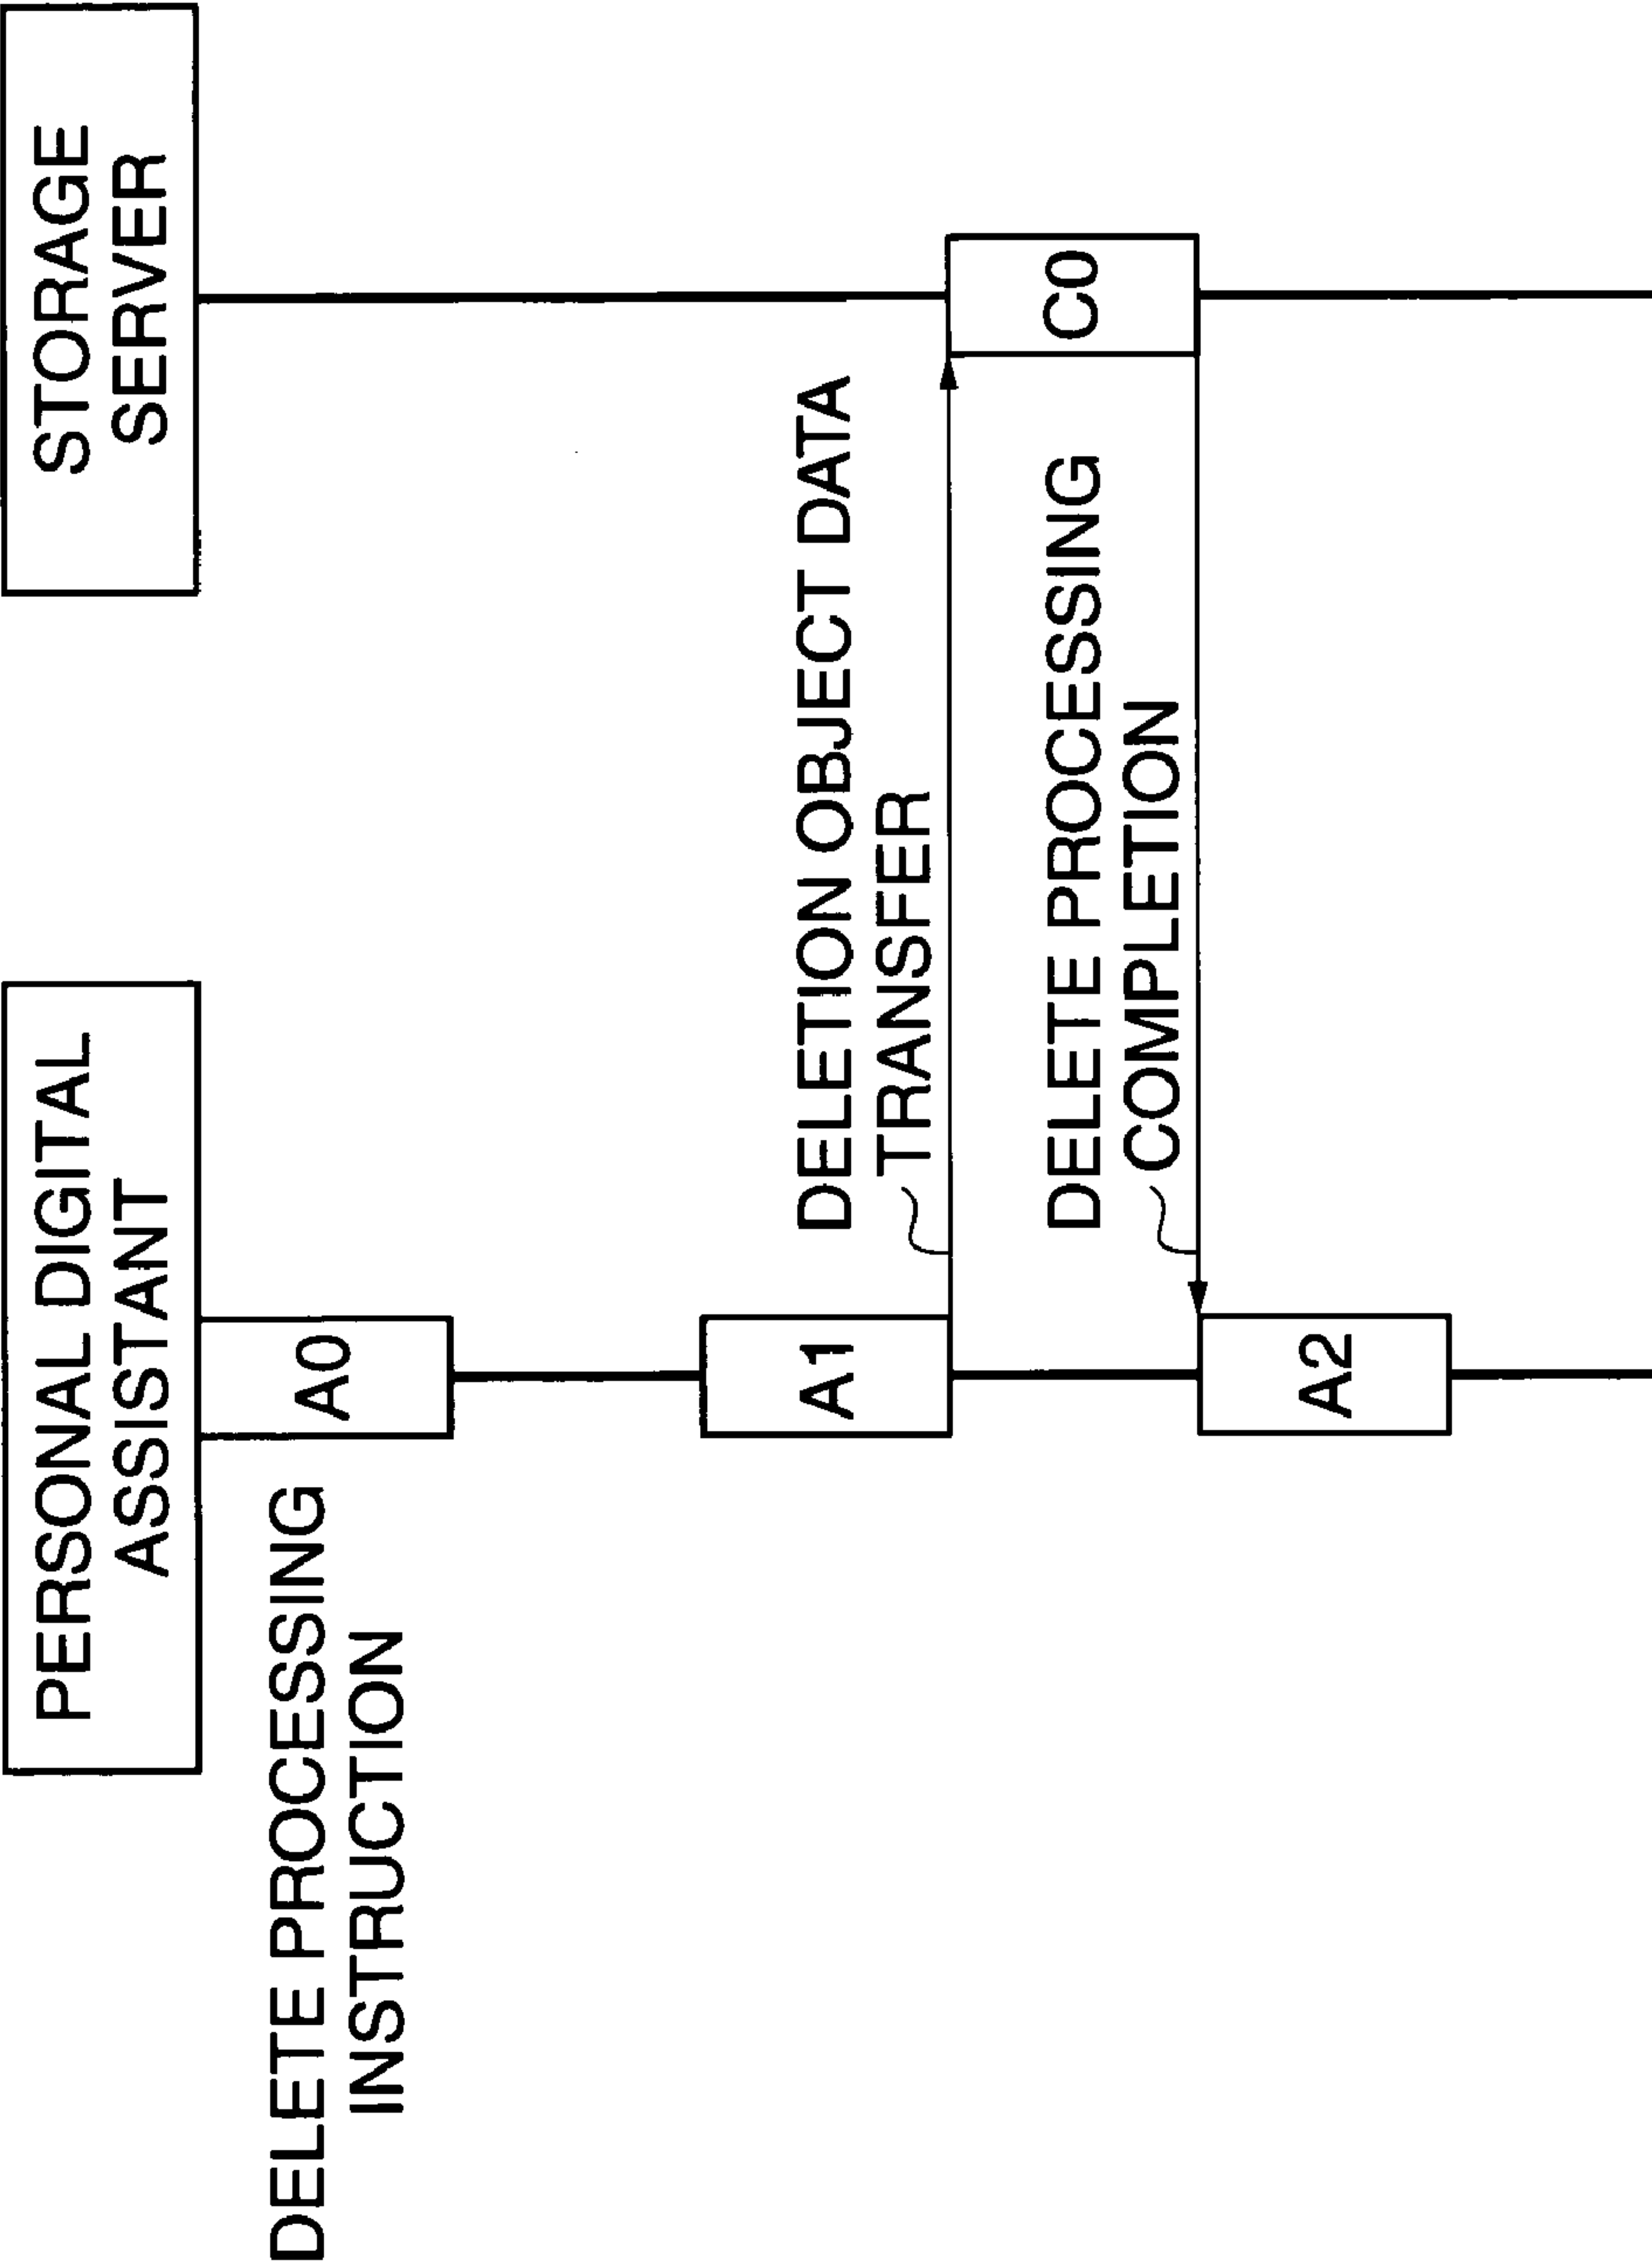 PERSONAL DIGITAL
ASSISTANT
STORAGE
SERVER
DELETE PROCESSING
INSTRUCTION
A0
A1
DELETION OBJECT DATA
TRANSFER
C0
DELETE PROCESSING
COMPLETION
A2